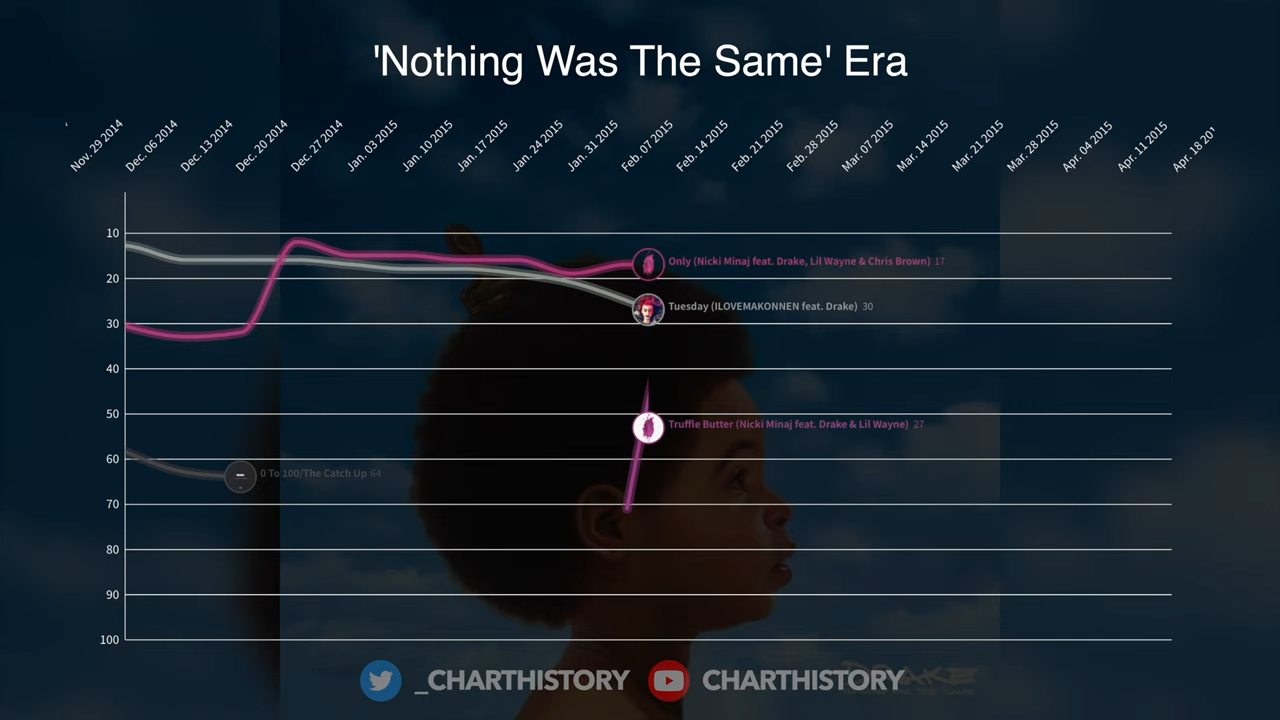 'Nothing Was The Same' Era
Nov. 29 2014
Dec. 06 2014
Dec. 13 2014
Dec. 20 2014
Dec. 27 2014
Jan. 03 2015
Jan. 10 2015
Jan. 17 2015
Jan. 24 2015
Jan. 31 2015
Feb. 07 2015
Feb. 14 2015
Feb. 21 2015
Feb. 28 2015
Mar. 07 2015
Mar. 14 2015
Mar. 21 2015
Mar. 28 2015
Apr. 04 2015
Apr. 11 2015
Apr. 18 201
10
Only (Nicki Minaj feat. Drake, Lil Wayne & Chris Brown) 17
20
Tuesday (ILOVEMAKONNEN feat. Drake) 30
30
40
50
Truffle Butter (Nicki Minaj feat. Drake & Lil Wayne) 27
60
0 To 100/The Catch Up 64
70
80
90
100
_CHARTHISTORY
CHARTHISTORY
DRAKE